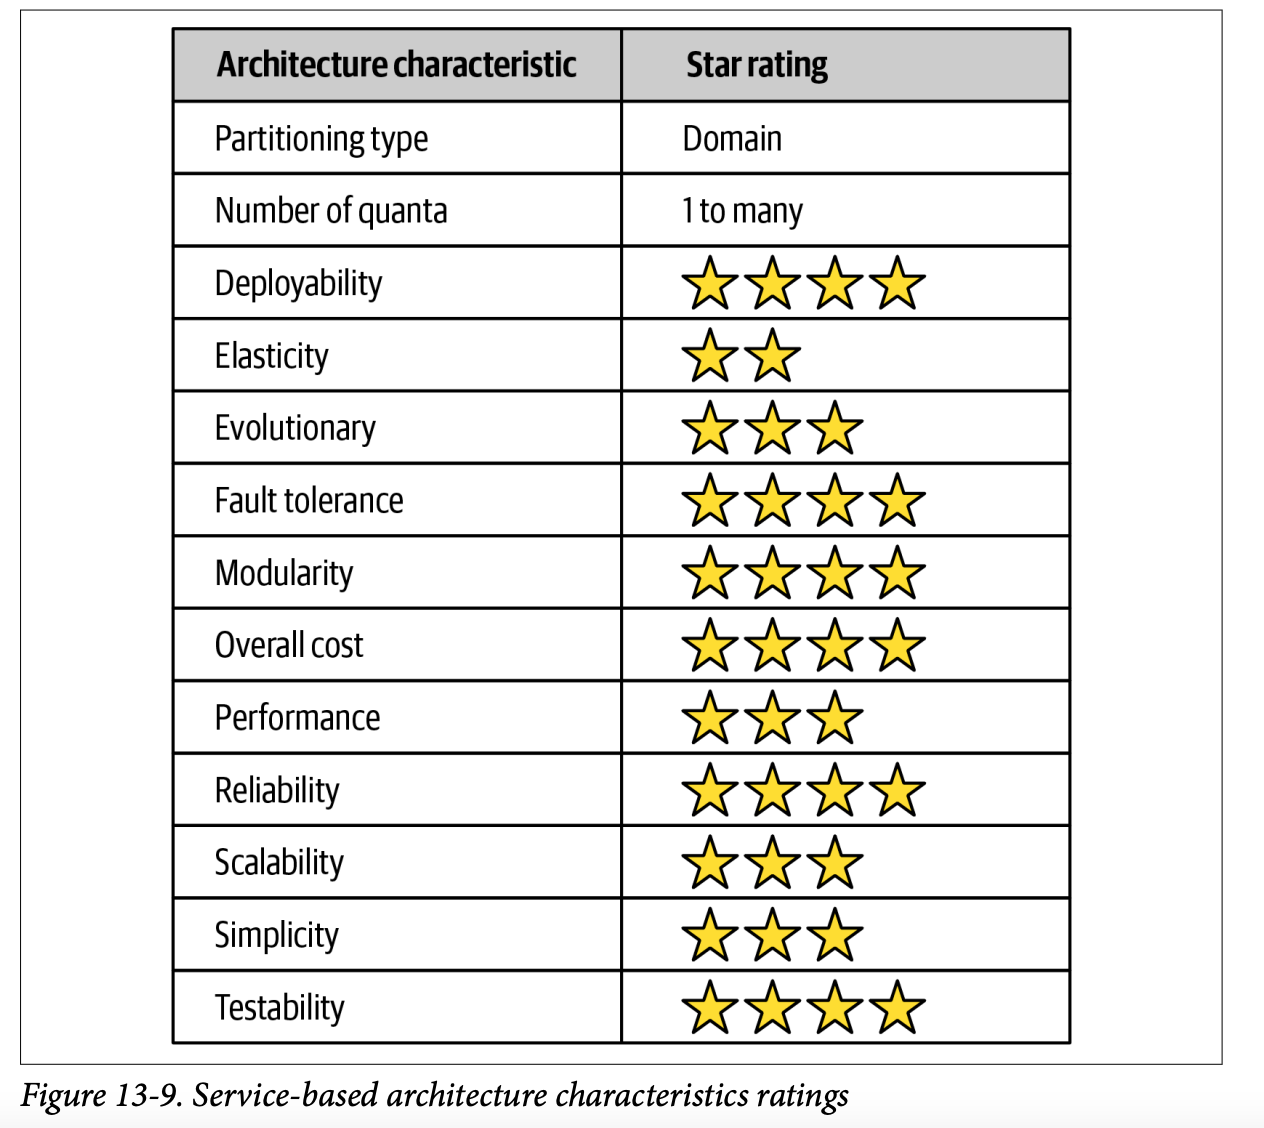 Architecture characteristic Star rating
Partitioning type Domain
Number of quanta 1 to many
Deployability
Elasticity
Evolutionary
Fault tolerance
Modularity
Overall cost
Performance
Reliability
Scalability
Simplicity
Testability
Figure 13-9. Service-based architecture characteristics ratings